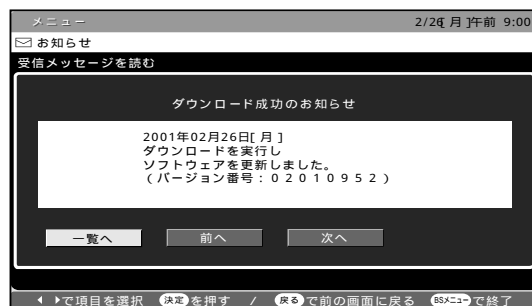 メニュー 2/26[月]午前 9:00
お知らせ
受信メッセージを読む
ダウンロード成功のお知らせ
2001年02月26日[月]
ダウンロードを実行し
ソフトウェアを更新しました。
(バージョン番号:02010952)
一覧へ 前へ 次へ
で項目を選択 決定を押す / 戻るで前の画面に戻る BSメニューで終了